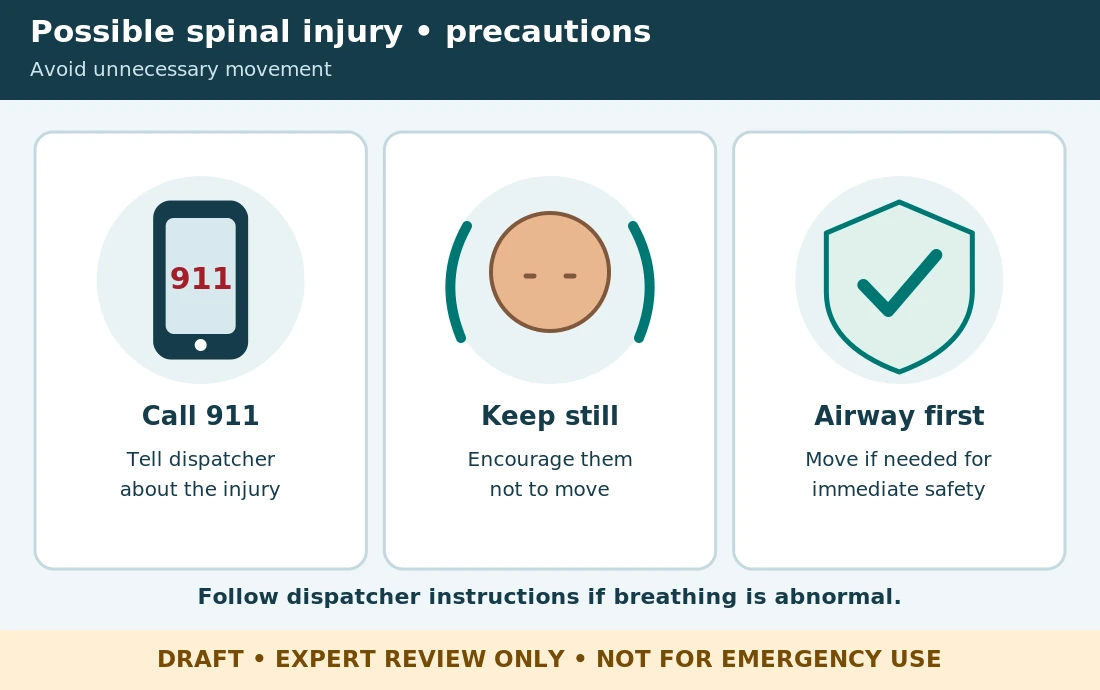 Possible spinal injury • precautions
Avoid unnecessary movement
911
Call 911
Tell dispatcher
about the injury
Keep still
Encourage them
not to move
Airway first
Move if needed for
immediate safety
Follow dispatcher instructions if breathing is abnormal.
DRAFT • EXPERT REVIEW ONLY • NOT FOR EMERGENCY USE